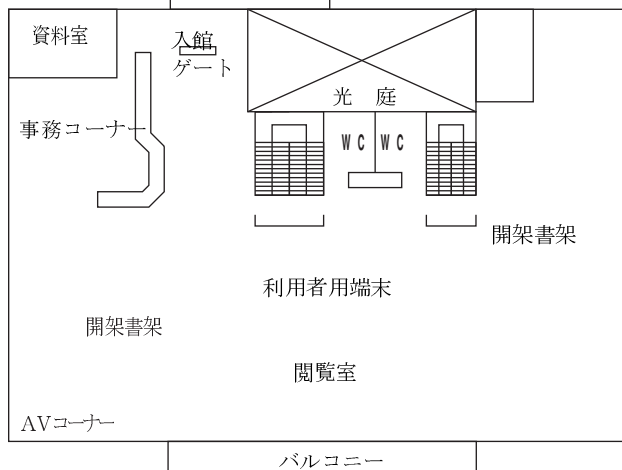 資料室
入館
ゲート
光 庭
事務コーナー
WC WC
開架書架
利用者用端末
開架書架
閲覧室
AVコーナー
バルコニー